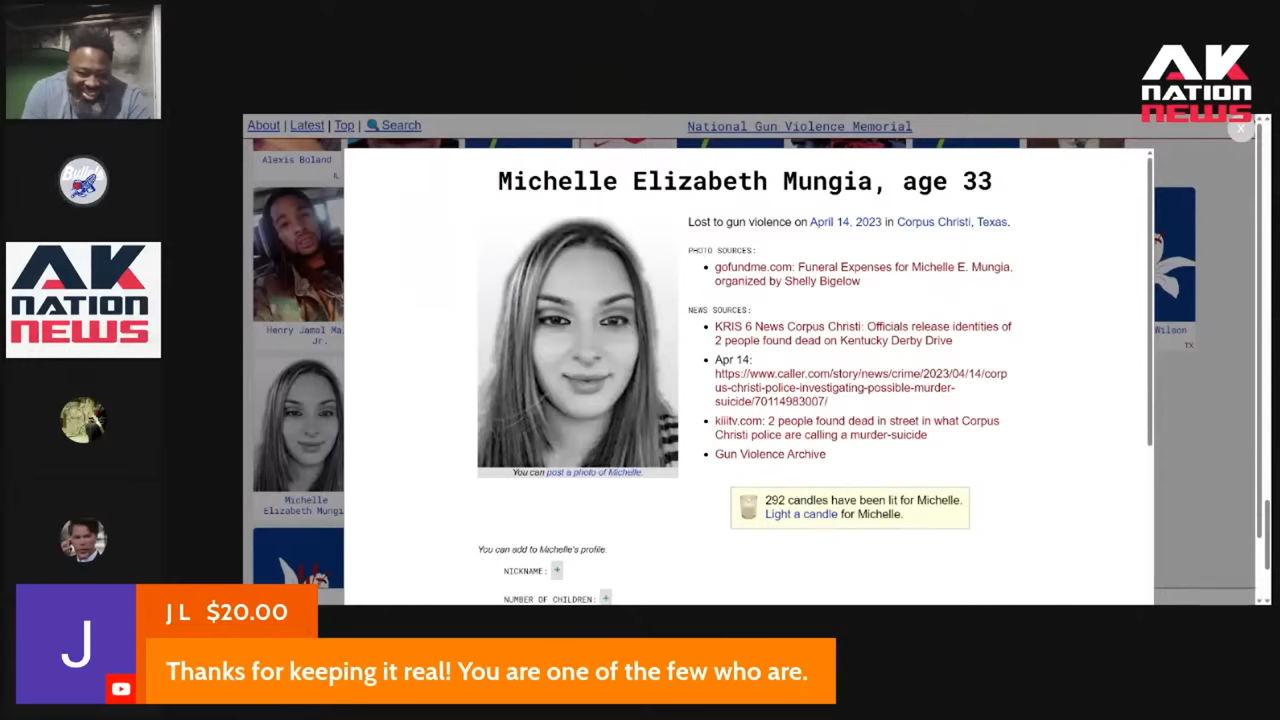 AK
NATION
NEWS
About | Latest | Top | Search
National Gun Violence Memorial
x
Alexis Boland
IL
Michelle Elizabeth Mungia, age 33
Lost to gun violence on April 14, 2023 in Corpus Christi, Texas.
PHOTO SOURCES:
gofundme.com: Funeral Expenses for Michelle E. Mungia,
organized by Shelly Bigelow
NEWS SOURCES:
KRIS 6 News Corpus Christi: Officials release identities of
2 people found dead on Kentucky Derby Drive
Apr 14:
https://www.caller.com/story/news/crime/2023/04/14/corp
us-christi-police-investigating-possible-murder-
suicide/70114983007/
kiiitv.com: 2 people found dead in street in what Corpus
Christi police are calling a murder-suicide
Gun Violence Archive
You can post a photo of Michelle.
292 candles have been lit for Michelle.
Light a candle for Michelle.
You can add to Michelle's profile.
NICKNAME: +
NUMBER OF CHILDREN: +
Bullets
AK
NATION
NEWS
Henry Jamal Ma
Jr.
Wilson
TX
Michelle
Elizabeth Mungi
J
J L $20.00
Thanks for keeping it real! You are one of the few who are.